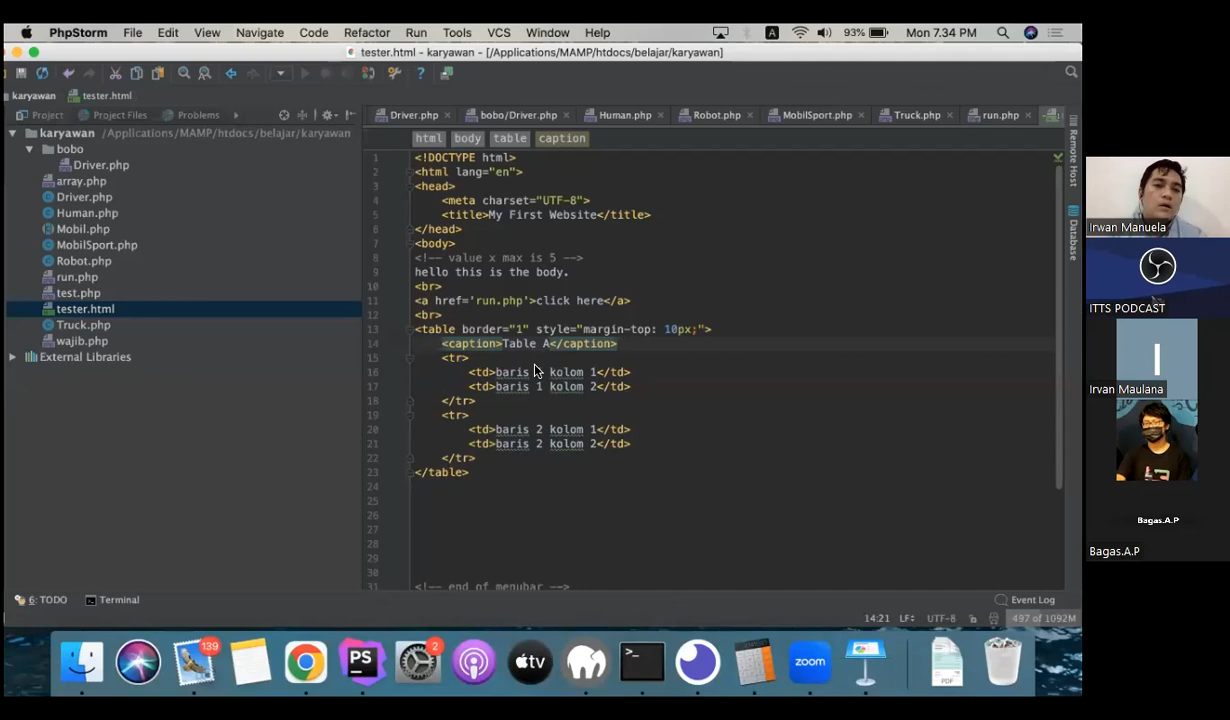 PhpStorm File Edit View Navigate Code Refactor Run Tools VCS Window Help A 93% Mon 7.34 PM
tester.html - karyawan - [/Applications/MAMP/htdocs/belajar/karyawan]
karyawan tester.html
Project Project Files Problems Driver.php bobo/Driver.php Human.php Robot.php MobilSport.php Truck.php run.php
karyawan /Applications/MAMP/htdocs/belajar/karyawan
bobo
Driver.php
array.php
Driver.php
Human.php
Mobil.php
MobilSport.php
Robot.php
run.php
test.php
tester.html
Truck.php
wajib.php
External Libraries
html body table caption
1 <!DOCTYPE html>
2 <html lang="en">
3 <head>
4 <meta charset="UTF-8">
5 <title>My First Website</title>
6 </head>
7 <body>
8 <!-- value x max is 5 -->
9 hello this is the body.
10 <br>
11 <a href='run.php'>click here</a>
12 <br>
13 <table border="1" style="margin-top: 10px;">
14 <caption>Table A</caption>
15 <tr>
16 <td>baris kolom 1</td>
17 <td>baris 1 kolom 2</td>
18 </tr>
19 <tr>
20 <td>baris 2 kolom 1</td>
21 <td>baris 2 kolom 2</td>
22 </tr>
23 </table>
24
25
26
27
28
29
30
31 <!-- end of menubar -->
Remote Host
Database
6: TODO Terminal Event Log
14:21 LF UTF-8 497 of 1092M
139
PS
2
tv
>_
zoom
PDF
Irwan Manuela
ITTS PODCAST
I
Irvan Maulana
Bagas.A.P
Bagas.A.P